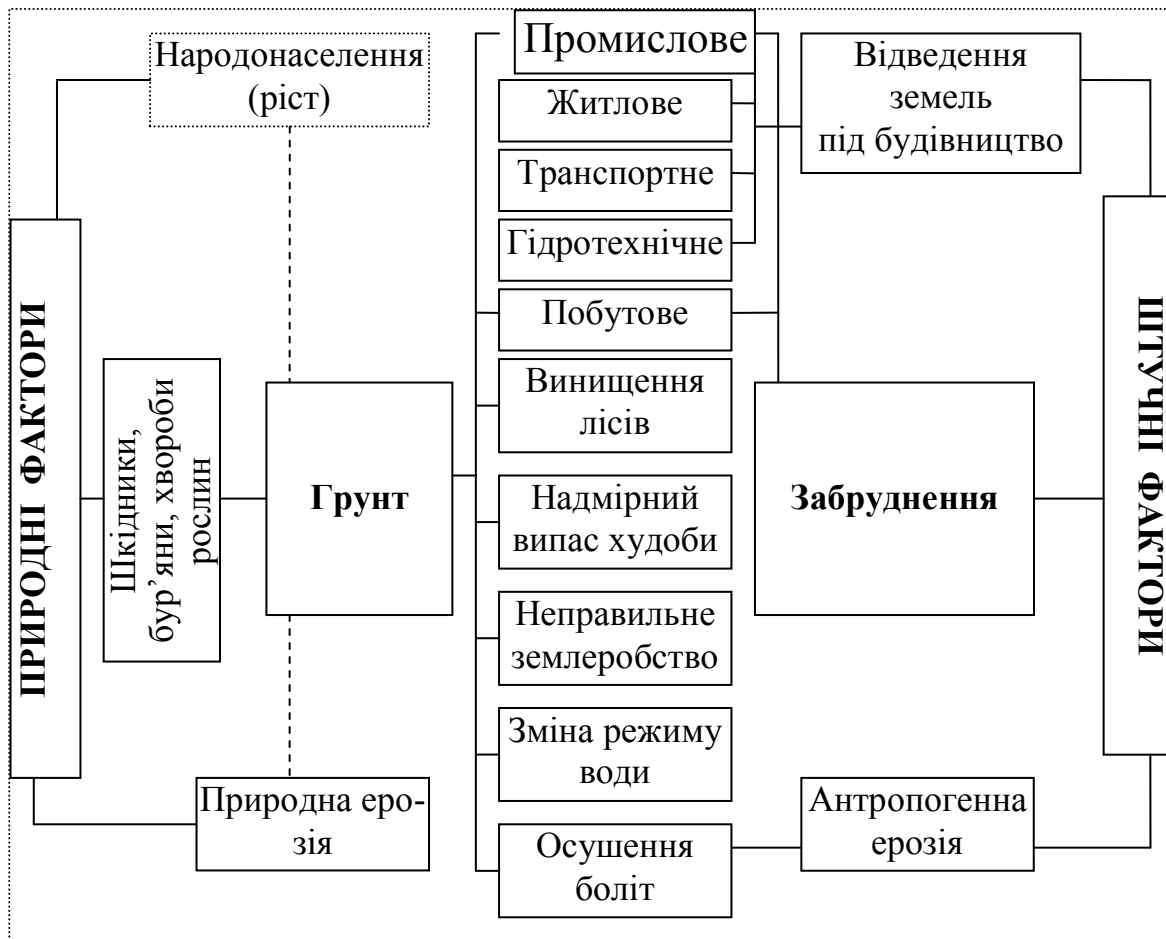 Народонаселення
(ріст)
Промислове
Житлове
Транспортне
Гідротехнічне
Побутове
Винищення
лісів
Надмірний
випас худоби
Неправильне
землеробство
Зміна режиму
води
Осушення
боліт
Відведення
земель
під будівництво
ПРИРОДНІ ФАКТОРИ
Шкідники,
бур’яни, хвороби
рослин
Грунт
Забруднення
ШТУЧНІ ФАКТОРИ
Природна еро-
зія
Антропогенна
ерозія